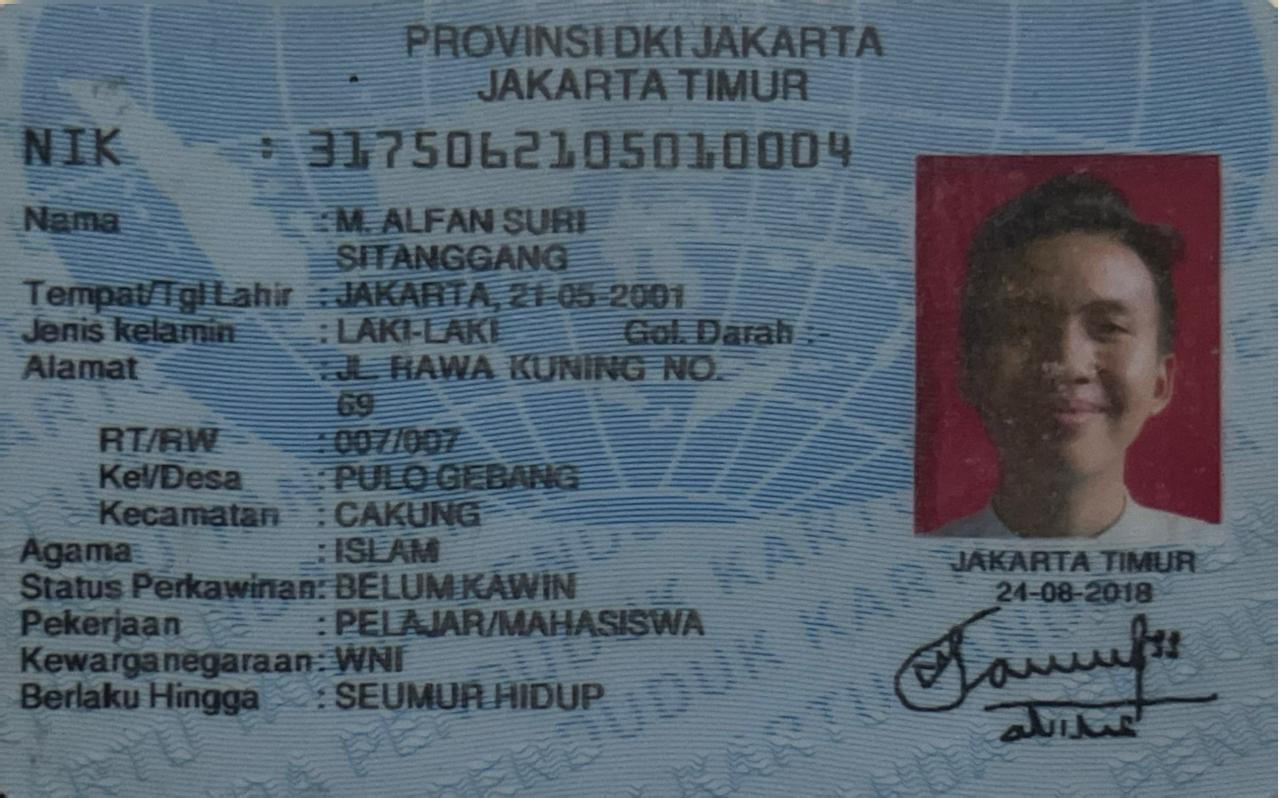 PROVINSI DKI JAKARTA
JAKARTA TIMUR
NIK : 3175062105010004
Nama : M. ALFAN SURI
SITANGGANG
Tempat/Tgl Lahir : JAKARTA, 21-05-2001
Jenis kelamin : LAKI-LAKI Gol. Darah : -
Alamat : JL. RAWA KUNING NO.
69
RT/RW : 007/007
Kel/Desa : PULO GEBANG
Kecamatan : CAKUNG
Agama : ISLAM
Status Perkawinan: BELUM KAWIN
Pekerjaan : PELAJAR/MAHASISWA
Kewarganegaraan: WNI
Berlaku Hingga : SEUMUR HIDUP
JAKARTA TIMUR
24-08-2018